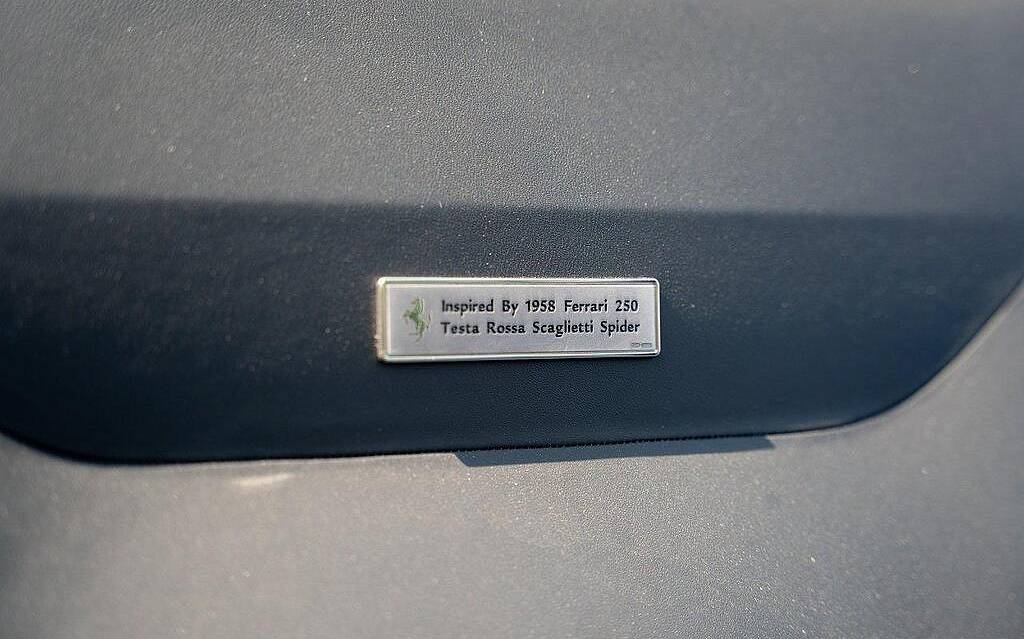 Inspired By 1958 Ferrari 250
Testa Rossa Scaglietti Spider